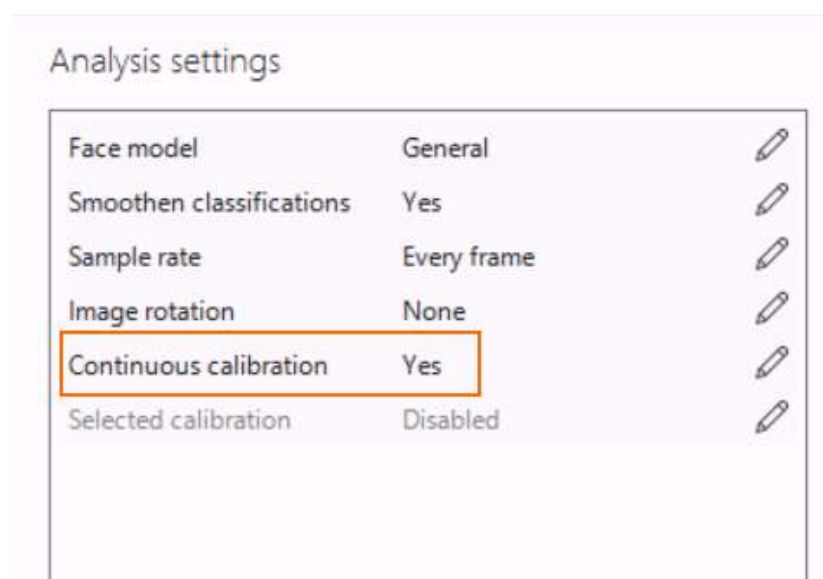 Analysis settings
Face model General
Smoothen classifications Yes
Sample rate Every frame
Image rotation None
Continuous calibration Yes
Selected calibration Disabled